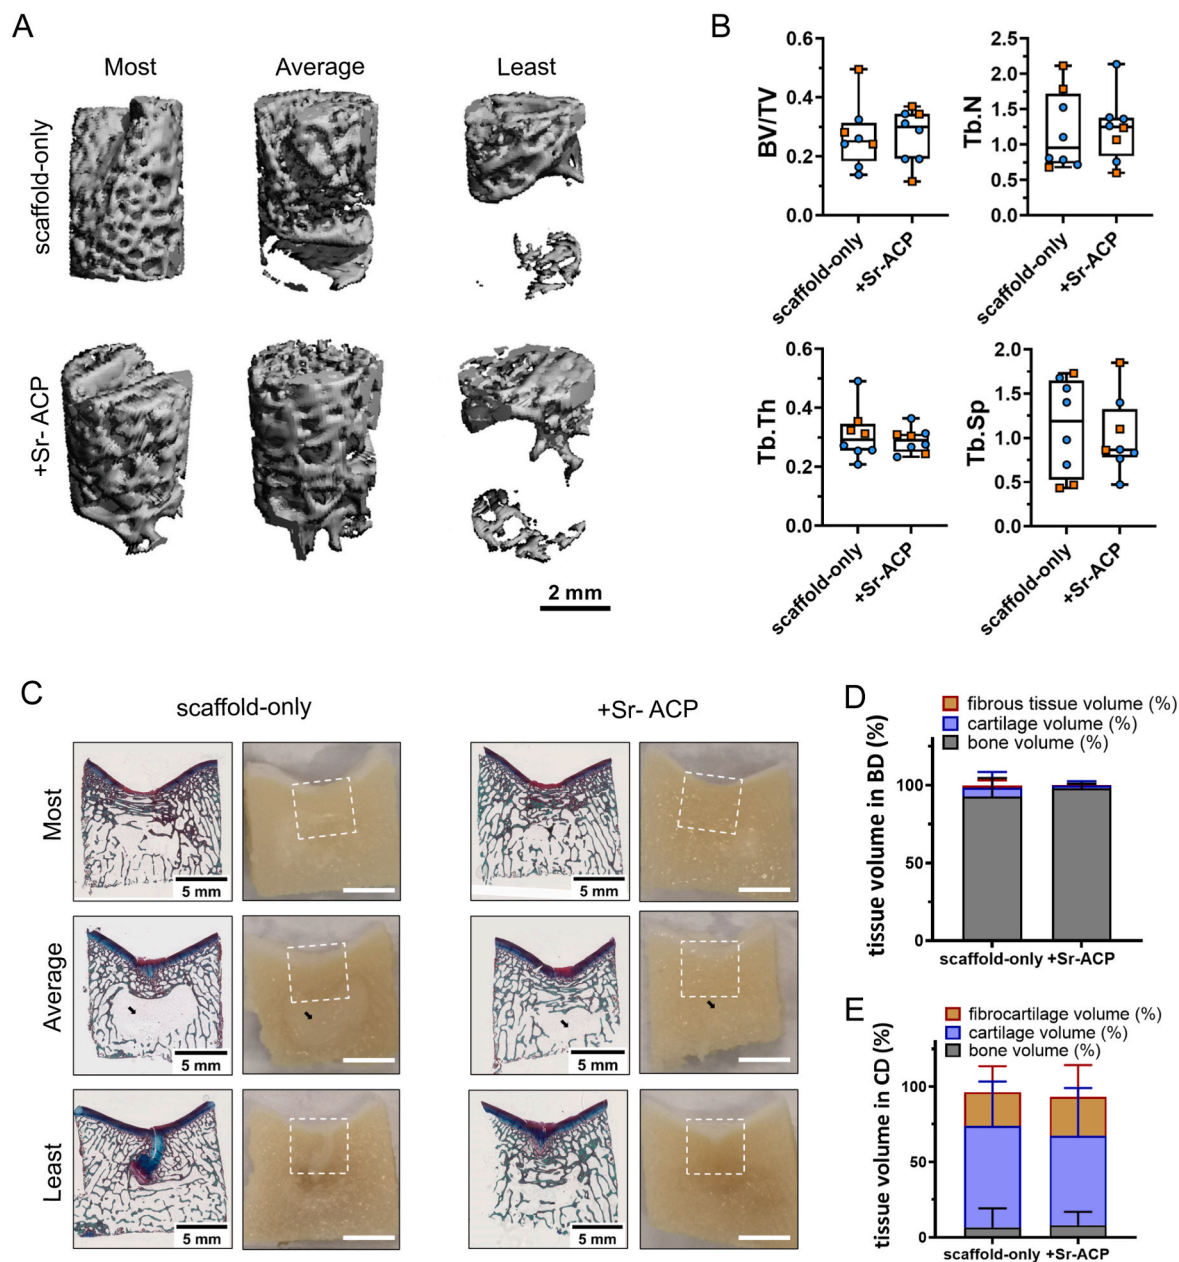 A
Most
Average
Least
scaffold-only
+Sr- ACP
2 mm
B
BV/TV
0.6
0.4
0.2
0.0
scaffold-only
+Sr-ACP
Tb.N
2.5
2.0
1.5
1.0
0.5
0.0
scaffold-only
+Sr-ACP
Tb.Th
0.6
0.4
0.2
0.0
scaffold-only
+Sr-ACP
Tb.Sp
2.0
1.5
1.0
0.5
0.0
scaffold-only
+Sr-ACP
C
scaffold-only
+Sr- ACP
Most
5 mm
5 mm
Average
5 mm
5 mm
Least
5 mm
5 mm
D
fibrous tissue volume (%)
cartilage volume (%)
bone volume (%)
tissue volume in BD (%)
100
50
0
scaffold-only +Sr-ACP
E
fibrocartilage volume (%)
cartilage volume (%)
bone volume (%)
tissue volume in CD (%)
100
50
0
scaffold-only +Sr-ACP